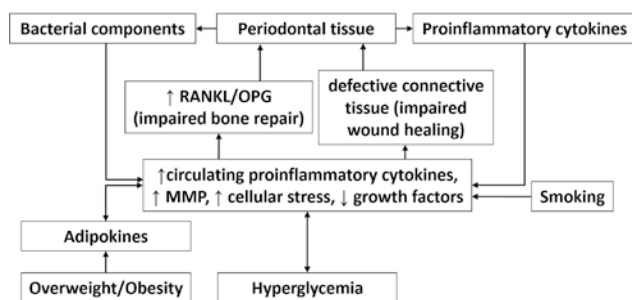 Bacterial components
Periodontal tissue
Proinflammatory cytokines
↑ RANKL/OPG
(impaired bone repair)
defective connective
tissue (impaired
wound healing)
↑circulating proinflammatory cytokines,
↑ MMP, ↑ cellular stress, ↓ growth factors
Smoking
Adipokines
Overweight/Obesity
Hyperglycemia